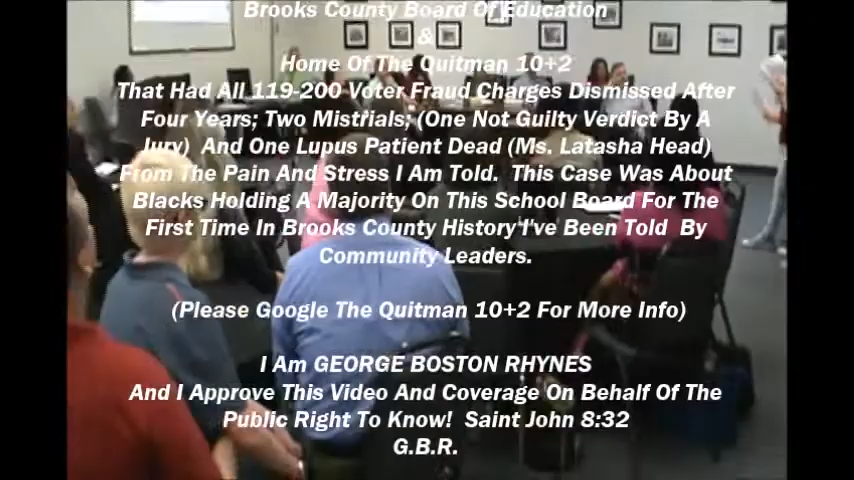 Brooks County Board Of Education
&
Home Of The Quitman 10+2
That Had All 119-200 Voter Fraud Charges Dismissed After
Four Years; Two Mistrials; (One Not Guilty Verdict By A
Jury) And One Lupus Patient Dead (Ms. Latasha Head)
From The Pain And Stress I Am Told. This Case Was About
Blacks Holding A Majority On This School Board For The
First Time In Brooks County History I've Been Told By
Community Leaders.
(Please Google The Quitman 10+2 For More Info)
I Am GEORGE BOSTON RHYNES
And I Approve This Video And Coverage On Behalf Of The
Public Right To Know! Saint John 8:32
G.B.R.